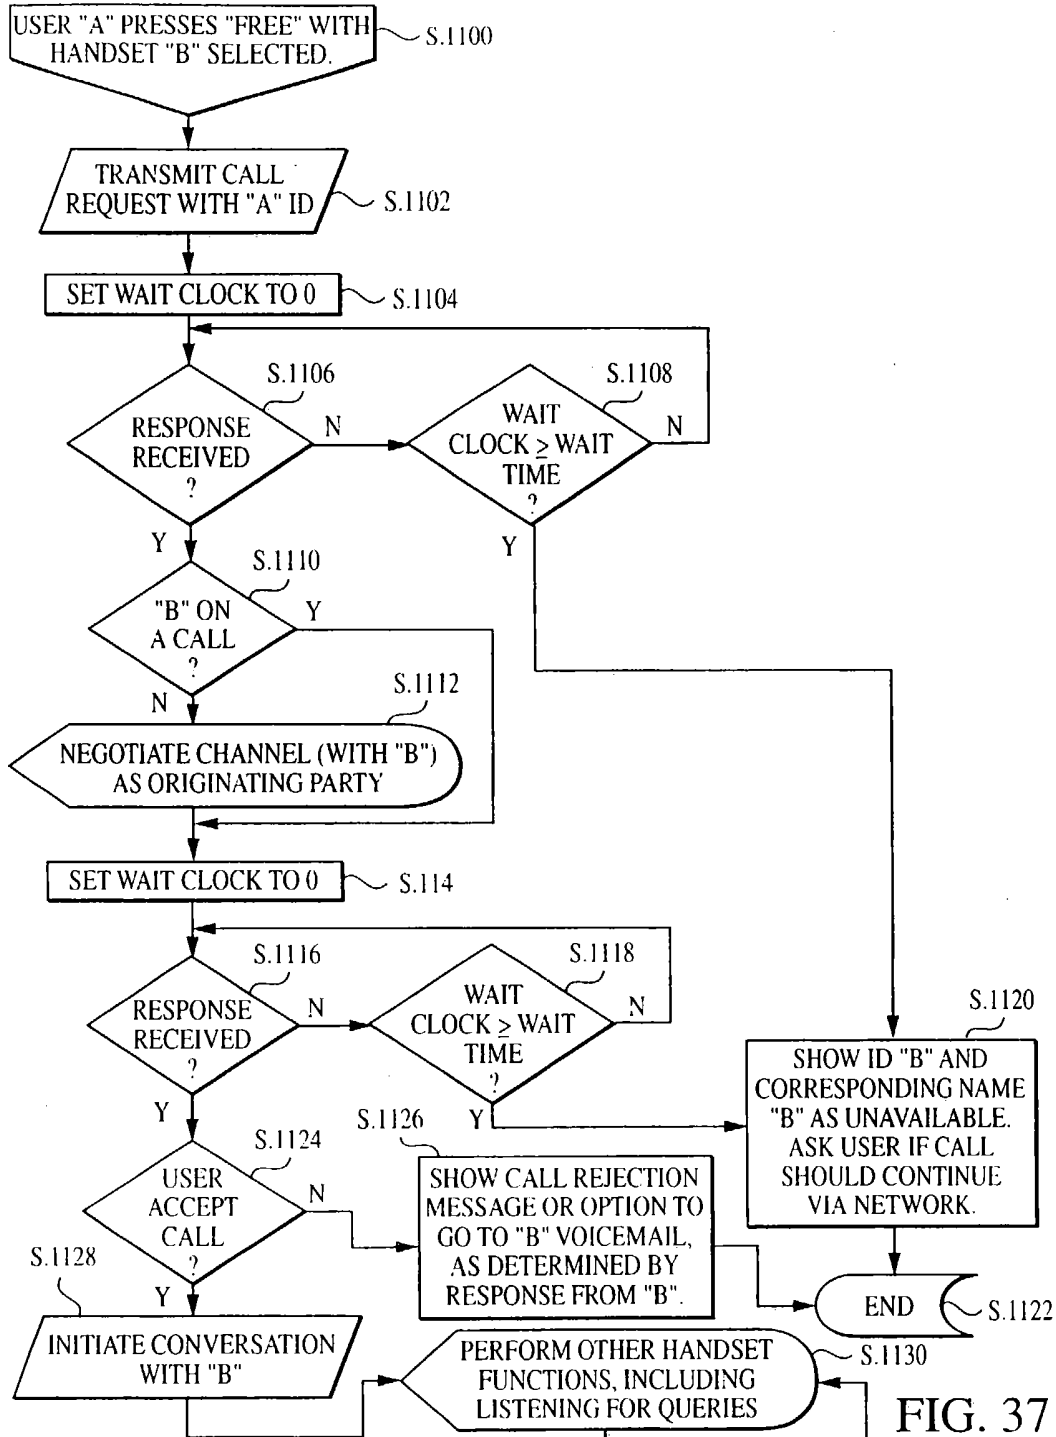 USER "A" PRESSES "FREE" WITH
HANDSET "B" SELECTED.
S.1100
TRANSMIT CALL
REQUEST WITH "A" ID
S.1102
SET WAIT CLOCK TO 0
S.1104
S.1106
RESPONSE
RECEIVED
?
N
Y
S.1108
WAIT
CLOCK ≥ WAIT
TIME
?
N
Y
S.1110
"B" ON
A CALL
?
Y
N
S.1112
NEGOTIATE CHANNEL (WITH "B")
AS ORIGINATING PARTY
SET WAIT CLOCK TO 0
S.114
S.1116
RESPONSE
RECEIVED
?
N
Y
S.1118
WAIT
CLOCK ≥ WAIT
TIME
?
N
Y
S.1120
SHOW ID "B" AND
CORRESPONDING NAME
"B" AS UNAVAILABLE.
ASK USER IF CALL
SHOULD CONTINUE
VIA NETWORK.
S.1124
USER
ACCEPT
CALL
?
N
Y
S.1126
SHOW CALL REJECTION
MESSAGE OR OPTION TO
GO TO "B" VOICEMAIL,
AS DETERMINED BY
RESPONSE FROM "B".
END
S.1122
S.1128
INITIATE CONVERSATION
WITH "B"
PERFORM OTHER HANDSET
FUNCTIONS, INCLUDING
LISTENING FOR QUERIES
S.1130
FIG. 37